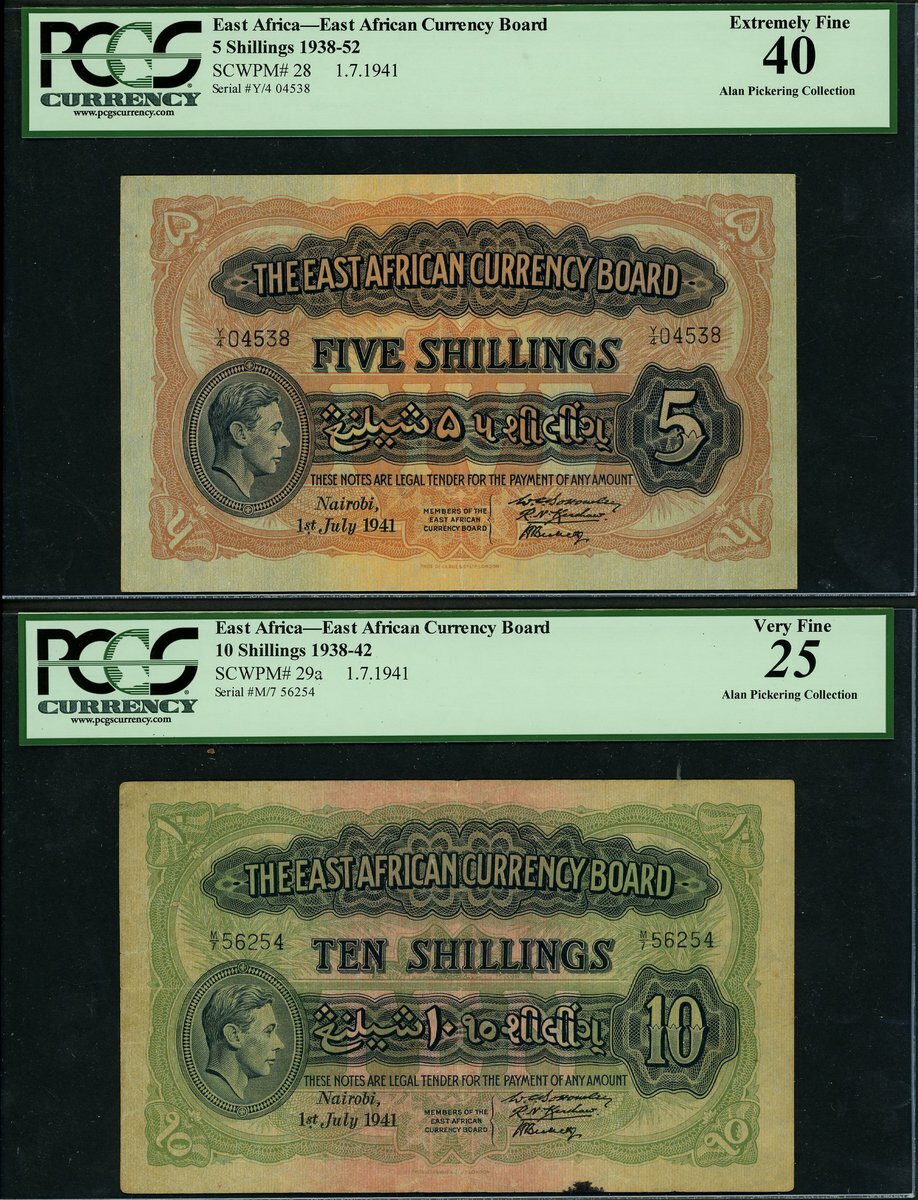 PCGS
CURRENCY
www.pcgscurrency.com
East Africa—East African Currency Board
5 Shillings 1938-52
SCWPM# 28 1.7.1941
Serial #Y/4 04538
Extremely Fine
40
Alan Pickering Collection
THE EAST AFRICAN CURRENCY BOARD
Y/4 04538
Y/4 04538
FIVE SHILLINGS
شيلنغ ۵ ૫ શીલીંગ
5
THESE NOTES ARE LEGAL TENDER FOR THE PAYMENT OF ANY AMOUNT
Nairobi,
1st July 1941
MEMBERS OF THE
EAST AFRICAN
CURRENCY BOARD
PCGS
CURRENCY
www.pcgscurrency.com
East Africa—East African Currency Board
10 Shillings 1938-42
SCWPM# 29a 1.7.1941
Serial #M/7 56254
Very Fine
25
Alan Pickering Collection
THE EAST AFRICAN CURRENCY BOARD
M/7 56254
M/7 56254
TEN SHILLINGS
شيلنغ ۱۰ ૧૦ શીલીંગ
10
THESE NOTES ARE LEGAL TENDER FOR THE PAYMENT OF ANY AMOUNT
Nairobi,
1st July 1941
MEMBERS OF THE
EAST AFRICAN
CURRENCY BOARD